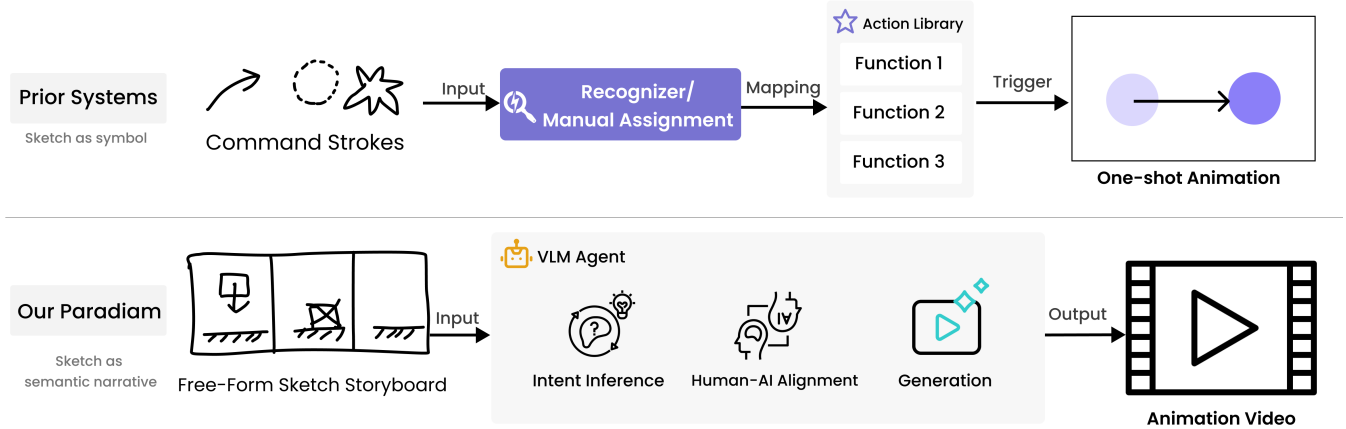 Prior Systems
Sketch as symbol
Command Strokes
Input
Recognizer/
Manual Assignment
Mapping
Action Library
Function 1
Function 2
Function 3
Trigger
One-shot Animation
Our Paradiam
Sketch as
semantic narrative
Free-Form Sketch Storyboard
Input
VLM Agent
?
Intent Inference
AI
Human-AI Alignment
Generation
Output
Animation Video